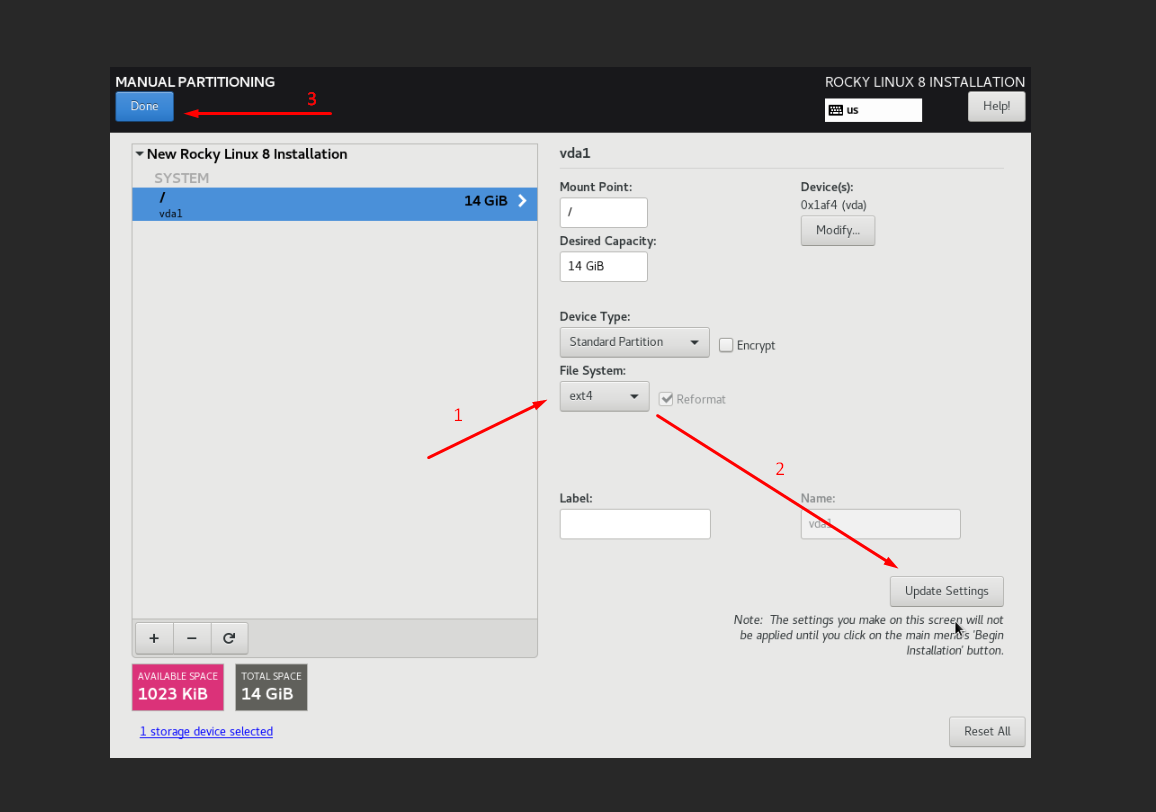 MANUAL PARTITIONING
ROCKY LINUX 8 INSTALLATION
Done
3
us
Help!
New Rocky Linux 8 Installation
SYSTEM
/
14 GiB
vda1
vda1
Mount Point:
/
Desired Capacity:
14 GiB
Device(s):
0x1af4 (vda)
Modify...
Device Type:
Standard Partition
Encrypt
File System:
ext4
Reformat
1
2
Label:
Name:
vda1
Update Settings
Note: The settings you make on this screen will not
be applied until you click on the main menu's 'Begin
Installation' button.
+
−
AVAILABLE SPACE
1023 KiB
TOTAL SPACE
14 GiB
1 storage device selected
Reset All